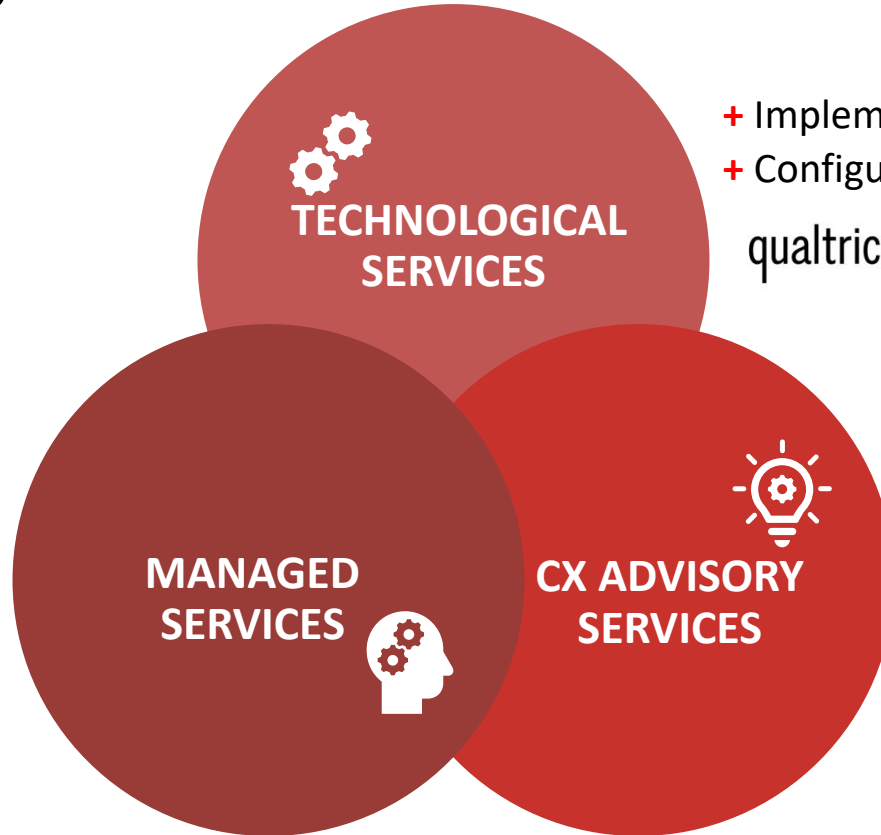 + Implem
+ Configu
qualtric
TECHNOLOGICAL
SERVICES
MANAGED
SERVICES
CX ADVISORY
SERVICES